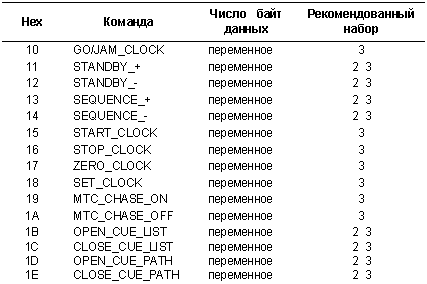 Hex Команда Число байт данных Рекомендованный набор
10 GO/JAM_CLOCK переменное 3
11 STANDBY_+ переменное 2 3
12 STANDBY_- переменное 2 3
13 SEQUENCE_+ переменное 2 3
14 SEQUENCE_- переменное 2 3
15 START_CLOCK переменное 3
16 STOP_CLOCK переменное 3
17 ZERO_CLOCK переменное 3
18 SET_CLOCK переменное 3
19 MTC_CHASE_ON переменное 3
1A MTC_CHASE_OFF переменное 3
1B OPEN_CUE_LIST переменное 2 3
1C CLOSE_CUE_LIST переменное 2 3
1D OPEN_CUE_PATH переменное 2 3
1E CLOSE_CUE_PATH переменное 2 3